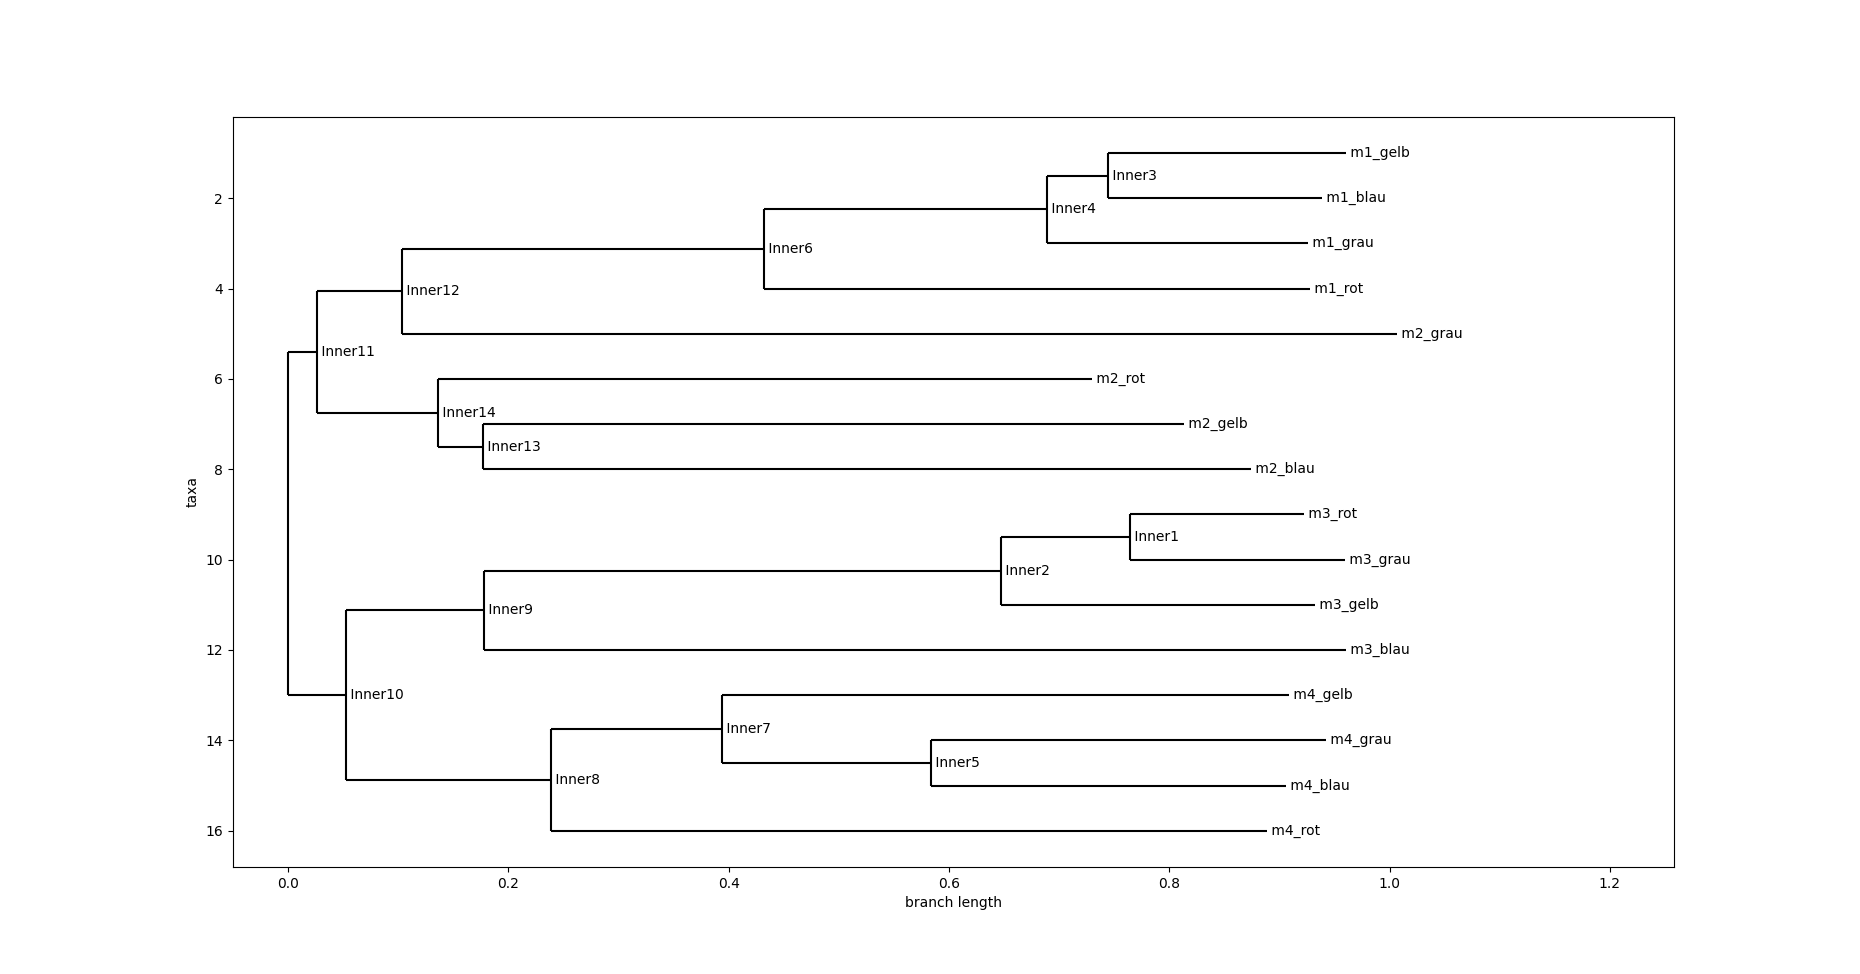 m1_gelb
Inner3
m1_blau
2
Inner4
m1_grau
Inner6
4
m1_rot
Inner12
m2_grau
Inner11
6
m2_rot
Inner14
m2_gelb
Inner13
8
m2_blau
taxa
m3_rot
Inner1
10
m3_grau
Inner2
m3_gelb
Inner9
12
m3_blau
Inner10
m4_gelb
Inner7
14
m4_grau
Inner5
Inner8
m4_blau
16
m4_rot
0.0 0.2 0.4 0.6 0.8 1.0 1.2
branch length